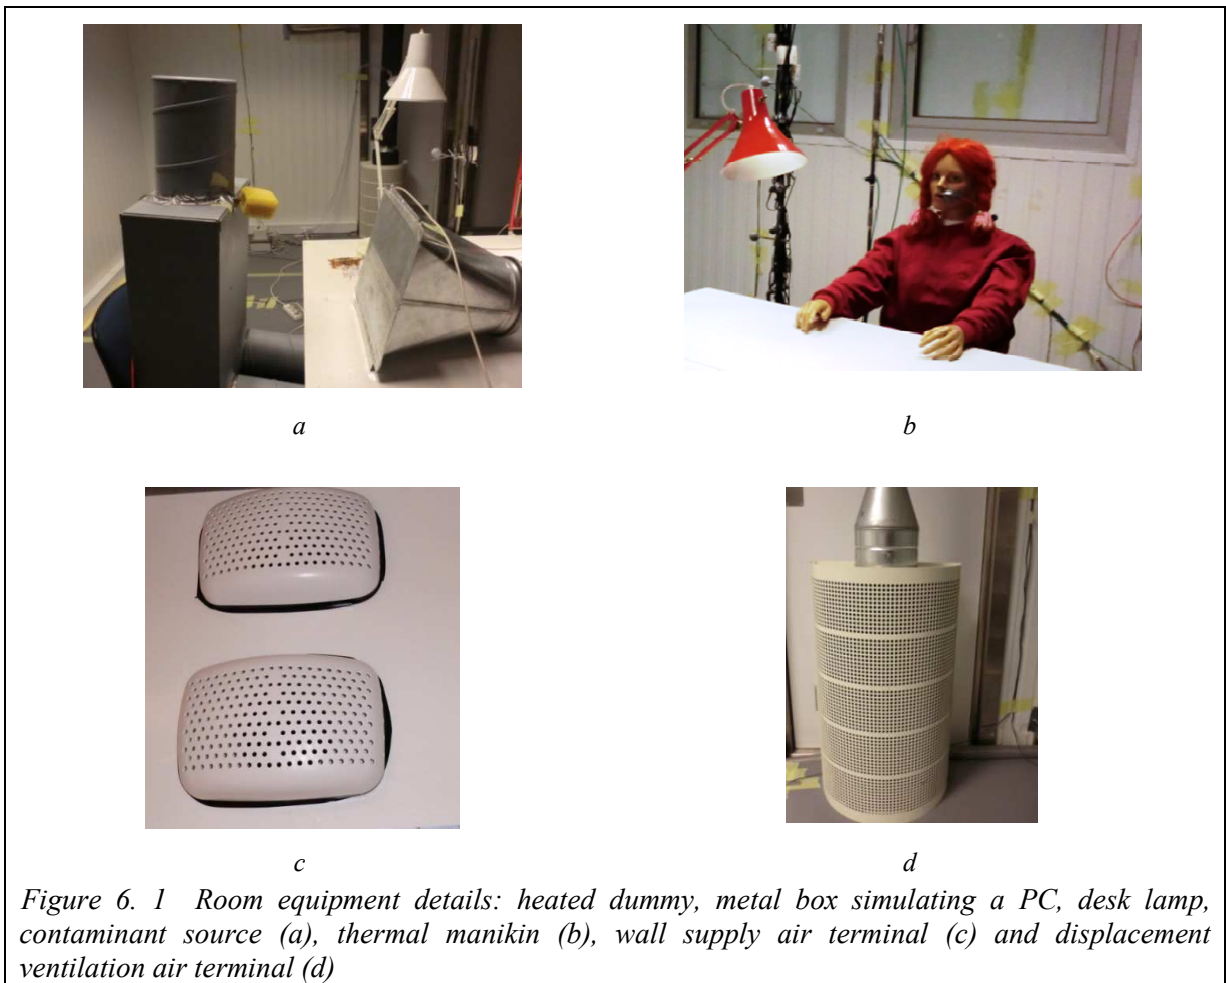 a
b
c
d
Figure 6. 1 Room equipment details: heated dummy, metal box simulating a PC, desk lamp,
contaminant source (a), thermal manikin (b), wall supply air terminal (c) and displacement
ventilation air terminal (d)